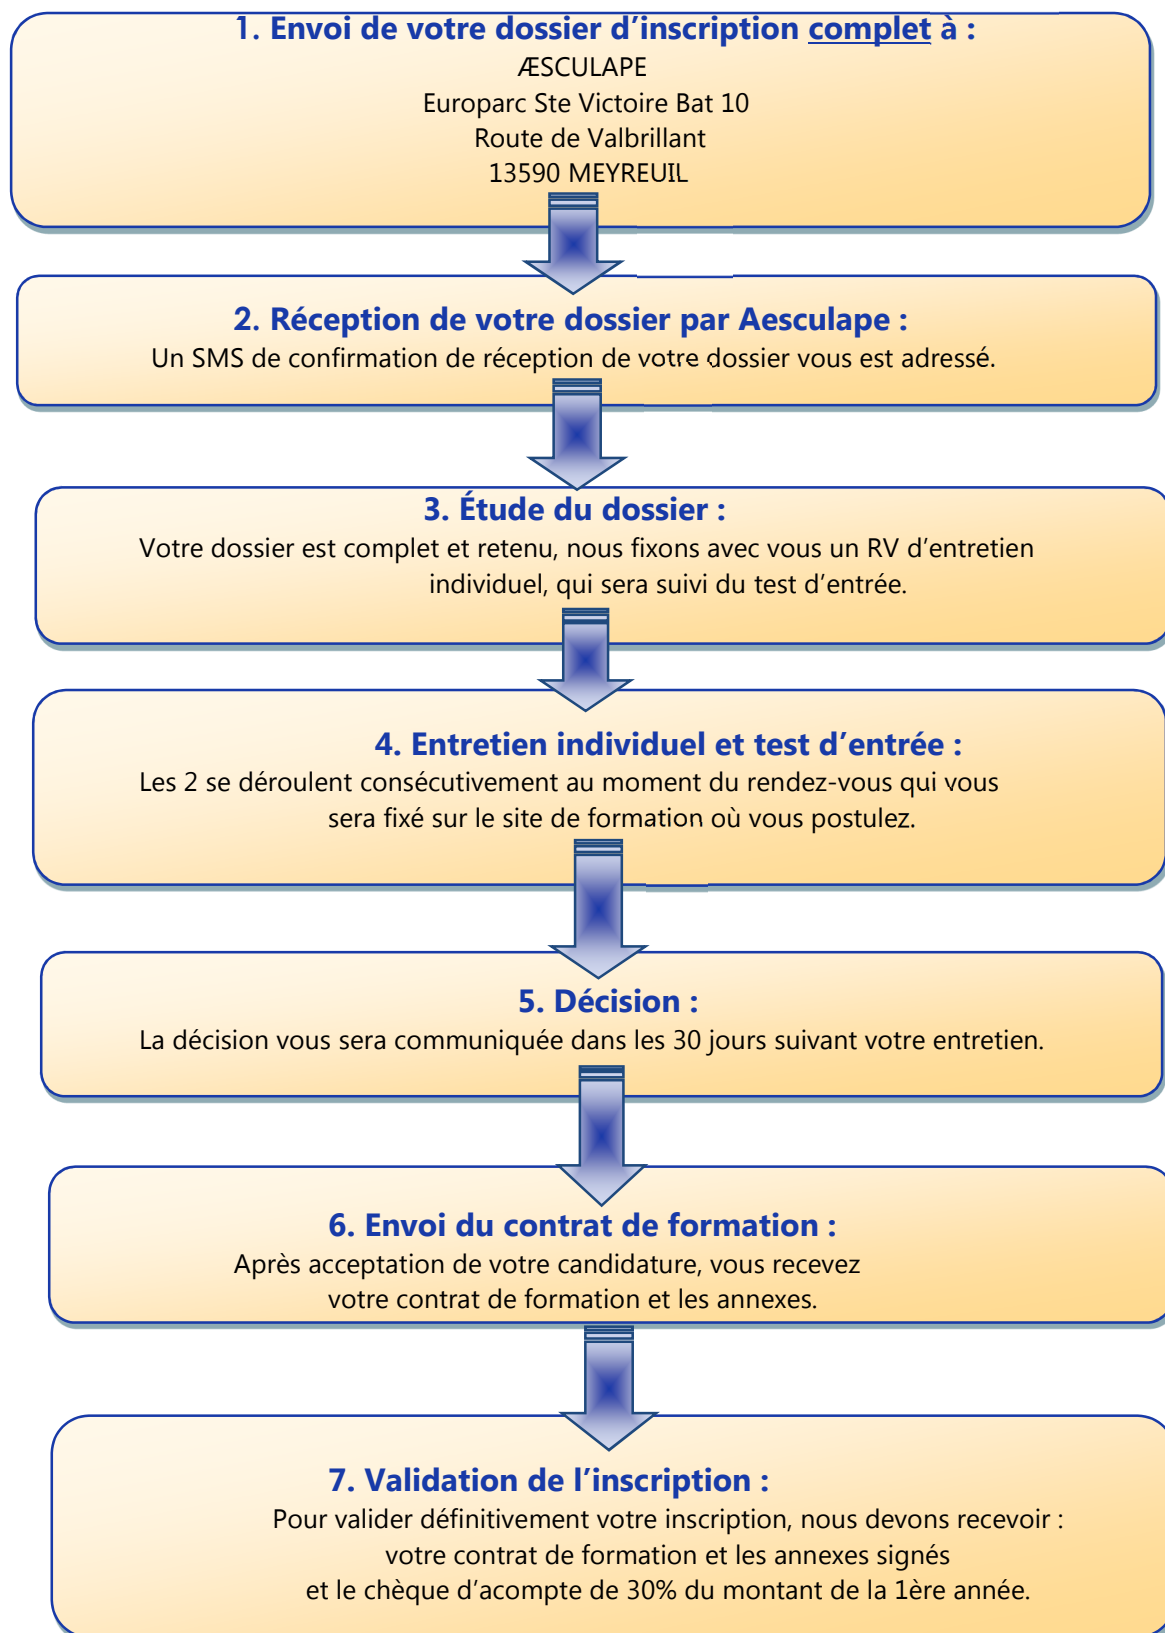 1. Envoi de votre dossier d’inscription complet à :
ÆSCULAPE
Europarc Ste Victoire Bat 10
Route de Valbrillant
13590 MEYREUIL
2. Réception de votre dossier par Aesculape :
Un SMS de confirmation de réception de votre dossier vous est adressé.
3. Étude du dossier :
Votre dossier est complet et retenu, nous fixons avec vous un RV d’entretien
individuel, qui sera suivi du test d’entrée.
4. Entretien individuel et test d’entrée :
Les 2 se déroulent consécutivement au moment du rendez-vous qui vous
sera fixé sur le site de formation où vous postulez.
5. Décision :
La décision vous sera communiquée dans les 30 jours suivant votre entretien.
6. Envoi du contrat de formation :
Après acceptation de votre candidature, vous recevez
votre contrat de formation et les annexes.
7. Validation de l’inscription :
Pour valider définitivement votre inscription, nous devons recevoir :
votre contrat de formation et les annexes signés
et le chèque d’acompte de 30% du montant de la 1ère année.